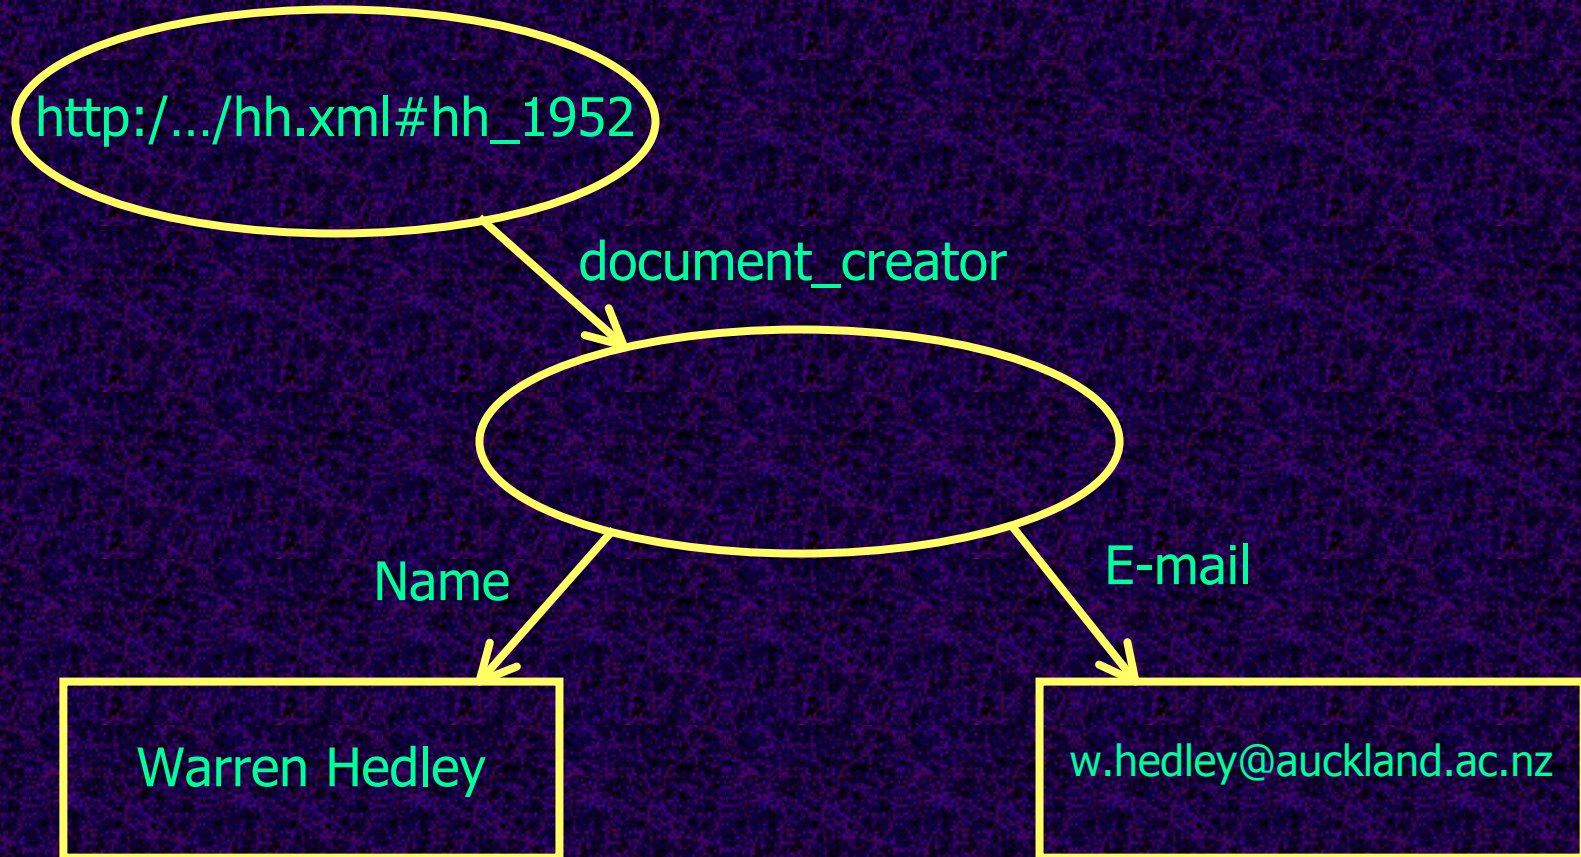 http:/.../hh.xml#hh_1952
document_creator
Name
E-mail
Warren Hedley
w.hedley@auckland.ac.nz